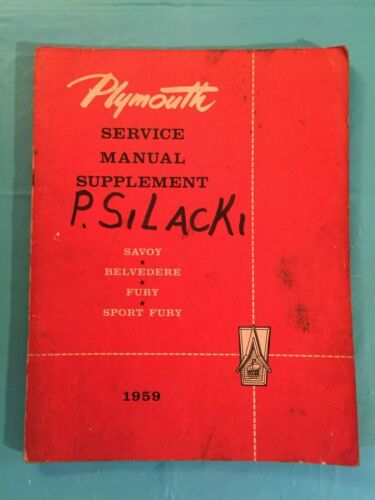 Plymouth
SERVICE
MANUAL
SUPPLEMENT
P. SiLACKI
SAVOY
★
BELVEDERE
★
FURY
★
SPORT FURY
1959